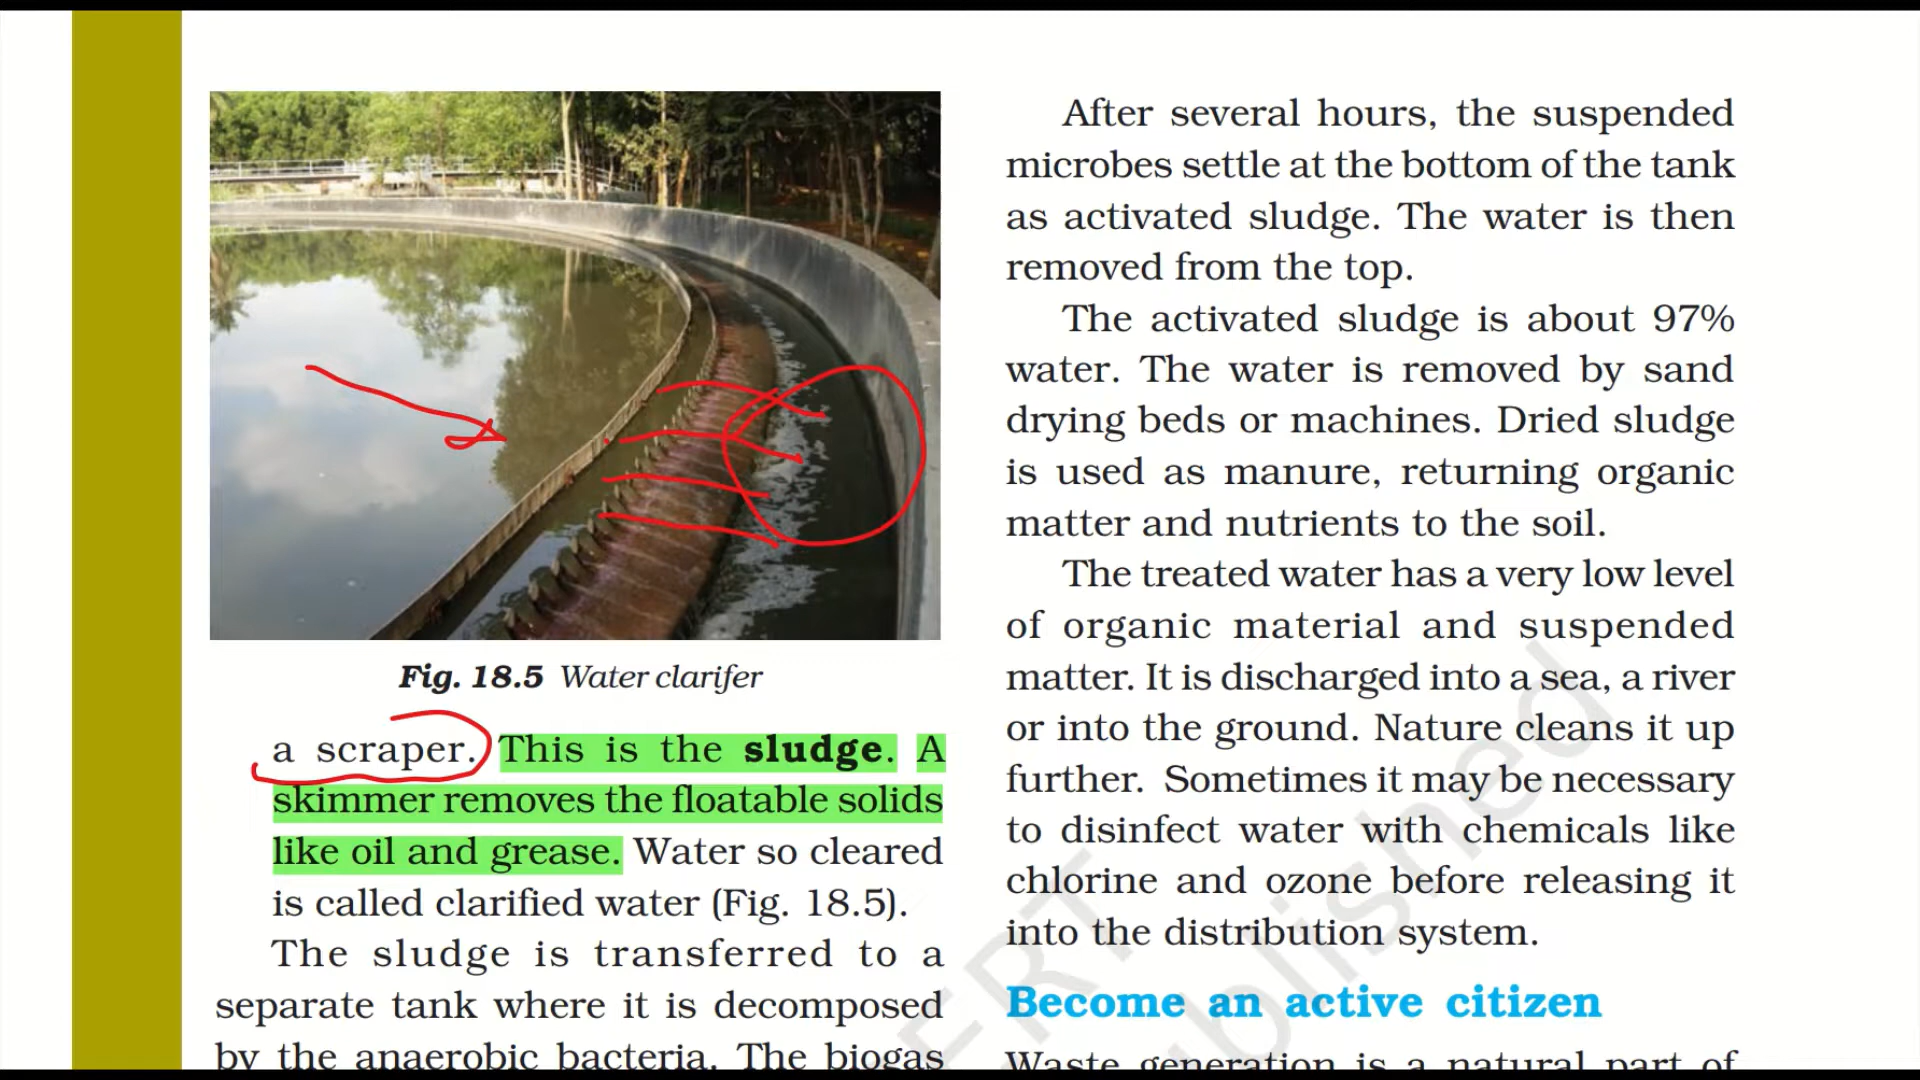 Fig. 18.5 Water clarifer
a scraper. This is the sludge. A
skimmer removes the floatable solids
like oil and grease. Water so cleared
is called clarified water (Fig. 18.5).
The sludge is transferred to a
separate tank where it is decomposed
by the anaerobic bacteria. The biogas
After several hours, the suspended
microbes settle at the bottom of the tank
as activated sludge. The water is then
removed from the top.
The activated sludge is about 97%
water. The water is removed by sand
drying beds or machines. Dried sludge
is used as manure, returning organic
matter and nutrients to the soil.
The treated water has a very low level
of organic material and suspended
matter. It is discharged into a sea, a river
or into the ground. Nature cleans it up
further. Sometimes it may be necessary
to disinfect water with chemicals like
chlorine and ozone before releasing it
into the distribution system.
Become an active citizen
Waste generation is a natural part of